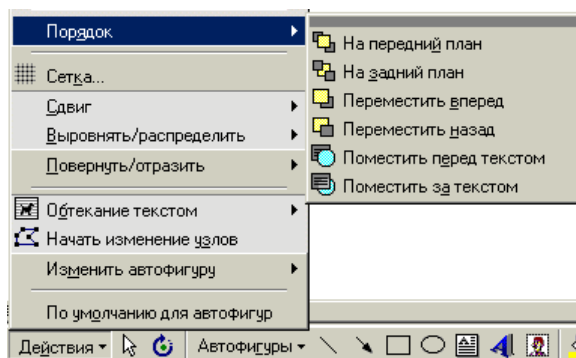 Порядок
Сетка...
Сдвиг
Выровнять/распределить
Повернуть/отразить
Обтекание текстом
Начать изменение узлов
Изменить автофигуру
По умолчанию для автофигур
На передний план
На задний план
Переместить вперед
Переместить назад
Поместить перед текстом
Поместить за текстом
Действия
Автофигуры